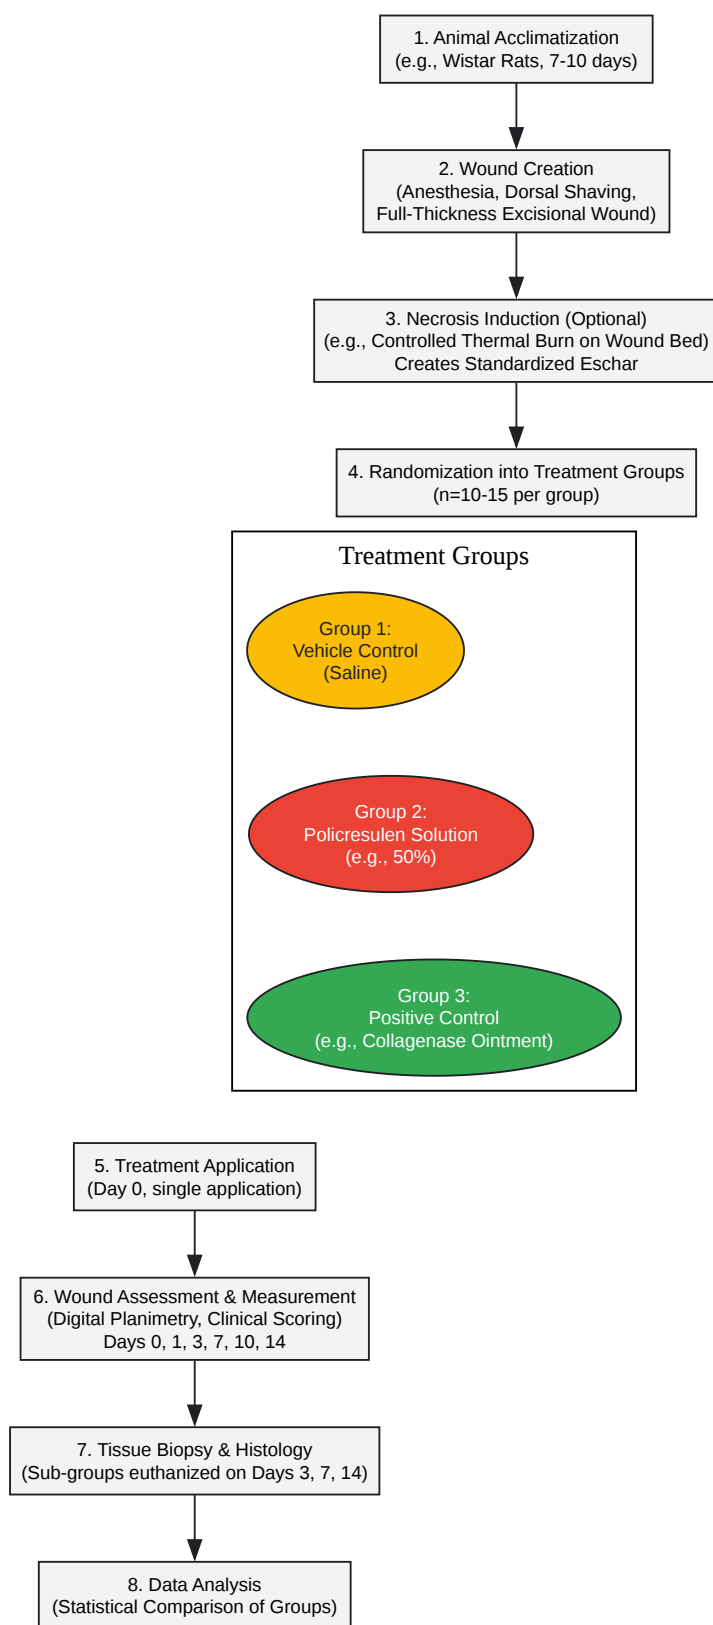 1. Animal Acclimatization
(e.g., Wistar Rats, 7-10 days)
2. Wound Creation
(Anesthesia, Dorsal Shaving,
Full-Thickness Excisional Wound)
3. Necrosis Induction (Optional)
(e.g., Controlled Thermal Burn on Wound Bed)
Creates Standardized Eschar
4. Randomization into Treatment Groups
(n=10-15 per group)
Treatment Groups
Group 1:
Vehicle Control
(Saline)
Group 2:
Policresulen Solution
(e.g., 50%)
Group 3:
Positive Control
(e.g., Collagenase Ointment)
5. Treatment Application
(Day 0, single application)
6. Wound Assessment & Measurement
(Digital Planimetry, Clinical Scoring)
Days 0, 1, 3, 7, 10, 14
7. Tissue Biopsy & Histology
(Sub-groups euthanized on Days 3, 7, 14)
8. Data Analysis
(Statistical Comparison of Groups)